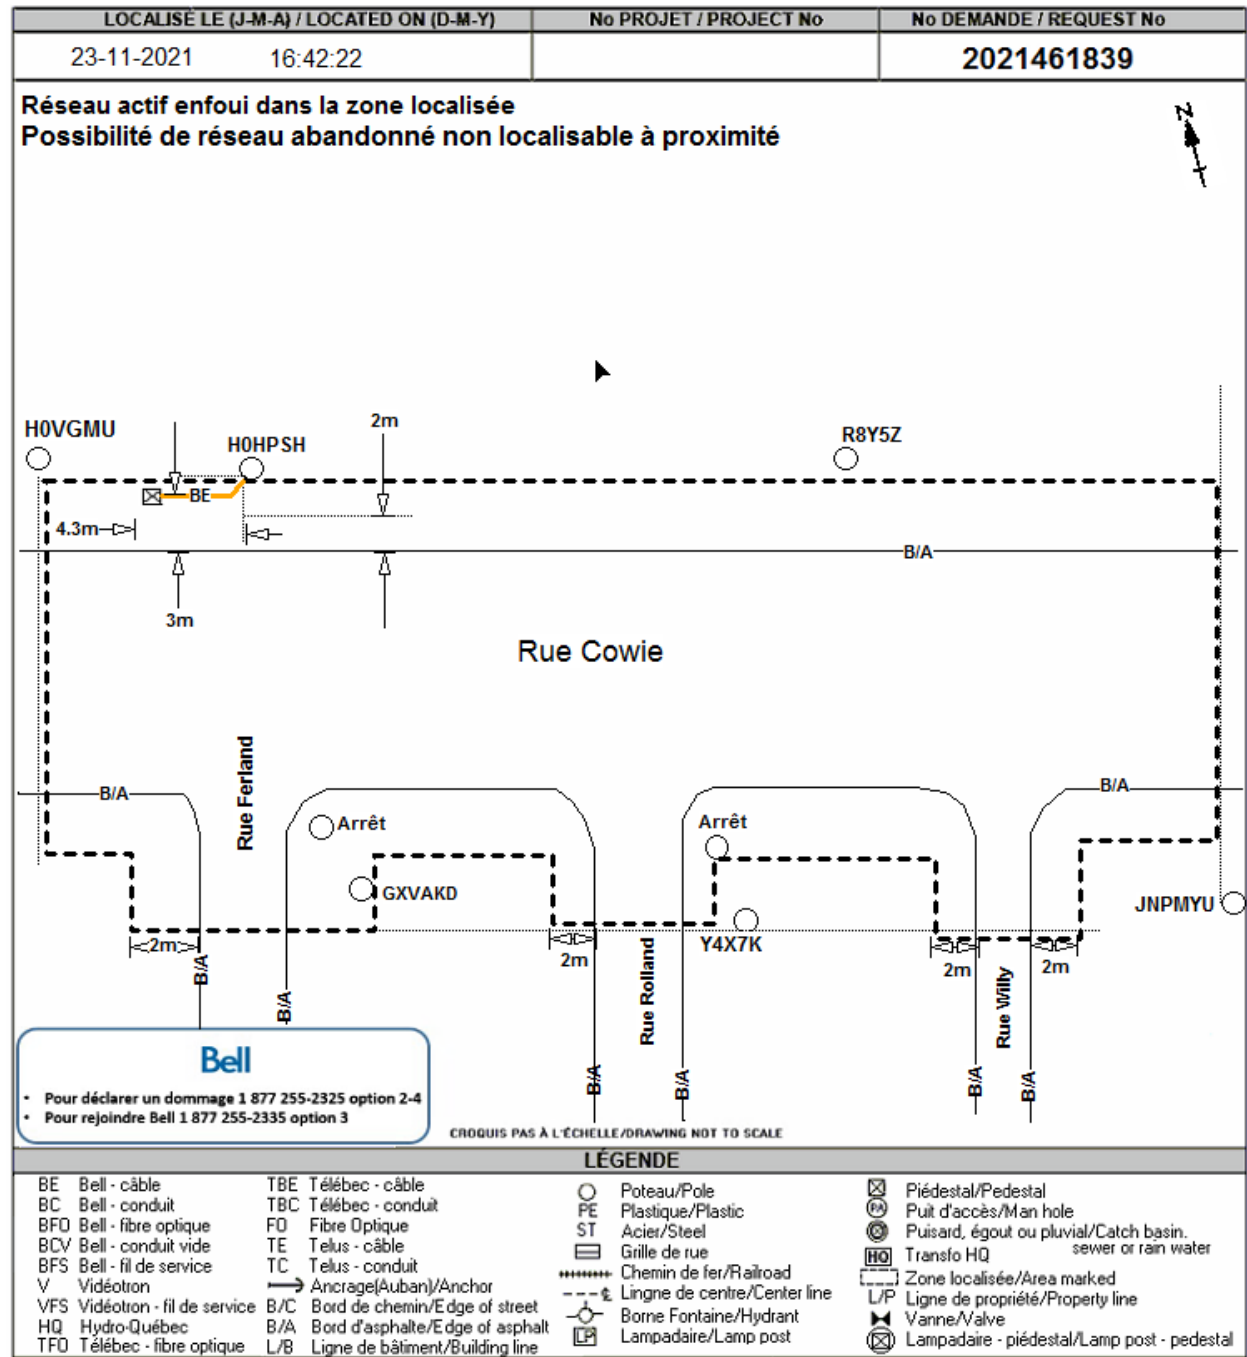 LOCALISÉ LE (J-M-A) / LOCATED ON (D-M-Y)
No PROJET / PROJECT No
No DEMANDE / REQUEST No
23-11-2021 16:42:22
2021461839
Réseau actif enfoui dans la zone localisée
Possibilité de réseau abandonné non localisable à proximité
N
H0VGMU
H0HPSH
2m
R8Y5Z
BE
4.3m
B/A
3m
Rue Cowie
Rue Ferland
B/A
B/A
Arrêt
Arrêt
GXVAKD
JNPMYU
Y4X7K
2m
2m
2m
2m
B/A
B/A
Rue Rolland
Rue Willy
B/A
B/A
B/A
B/A
Bell
• Pour déclarer un dommage 1 877 255-2325 option 2-4
• Pour rejoindre Bell 1 877 255-2335 option 3
CROQUIS PAS À L'ÉCHELLE/DRAWING NOT TO SCALE
LÉGENDE
BE Bell - câble
BC Bell - conduit
BFO Bell - fibre optique
BCV Bell - conduit vide
BFS Bell - fil de service
V Vidéotron
VFS Vidéotron - fil de service
HQ Hydro-Québec
TFO Télébec - fibre optique
TBE Télébec - câble
TBC Télébec - conduit
FO Fibre Optique
TE Telus - câble
TC Telus - conduit
Ancrage(Auban)/Anchor
B/C Bord de chemin/Edge of street
B/A Bord d'asphalte/Edge of asphalt
L/B Ligne de bâtiment/Building line
Poteau/Pole
PE Plastique/Plastic
ST Acier/Steel
Grille de rue
Chemin de fer/Railroad
Lingne de centre/Center line
Borne Fontaine/Hydrant
LP Lampadaire/Lamp post
Piédestal/Pedestal
PA Puit d'accès/Man hole
Puisard, égout ou pluvial/Catch basin.
sewer or rain water
HQ Transfo HQ
Zone localisée/Area marked
L/P Ligne de propriété/Property line
Vanne/Valve
Lampadaire - piédestal/Lamp post - pedestal